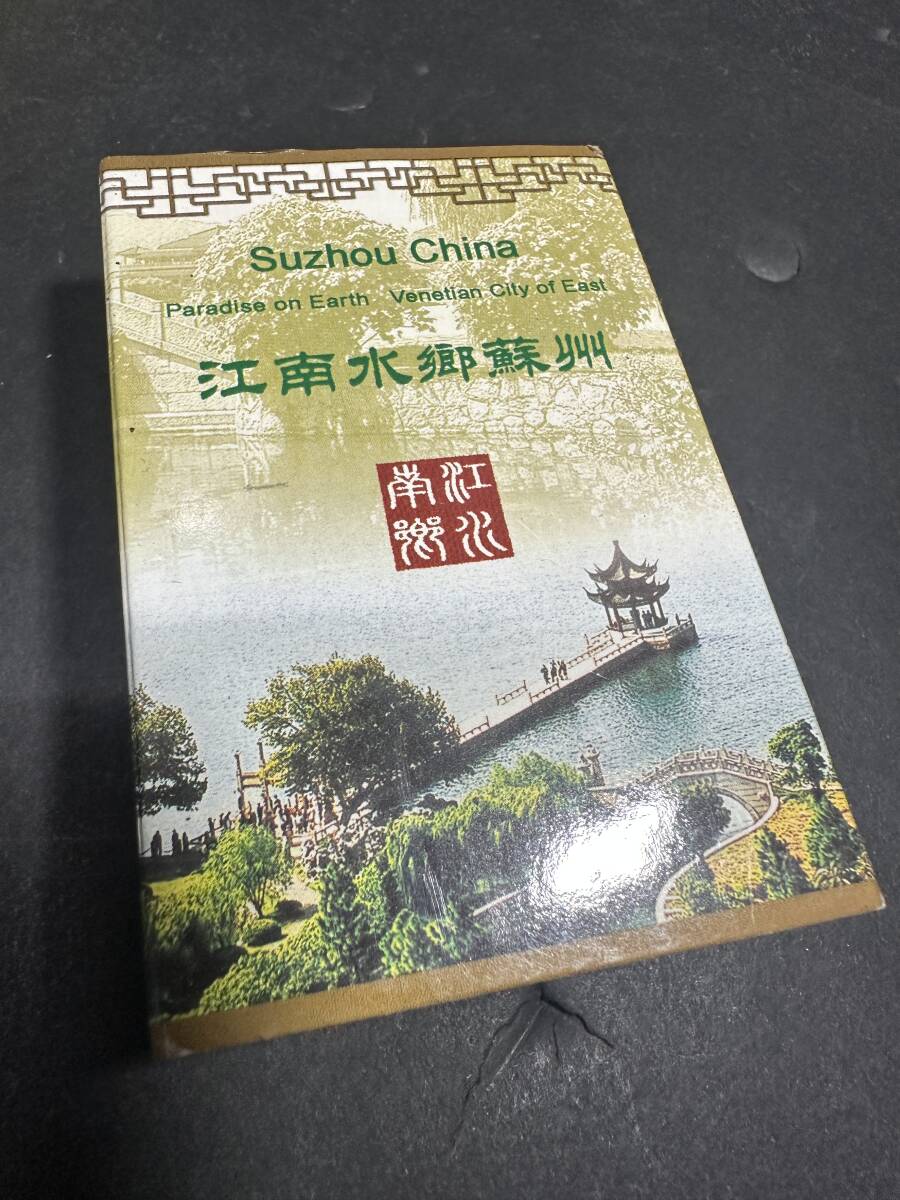 Suzhou China
Paradise on Earth Venetian City of East
江南水鄉蘇州
江水
南鄉